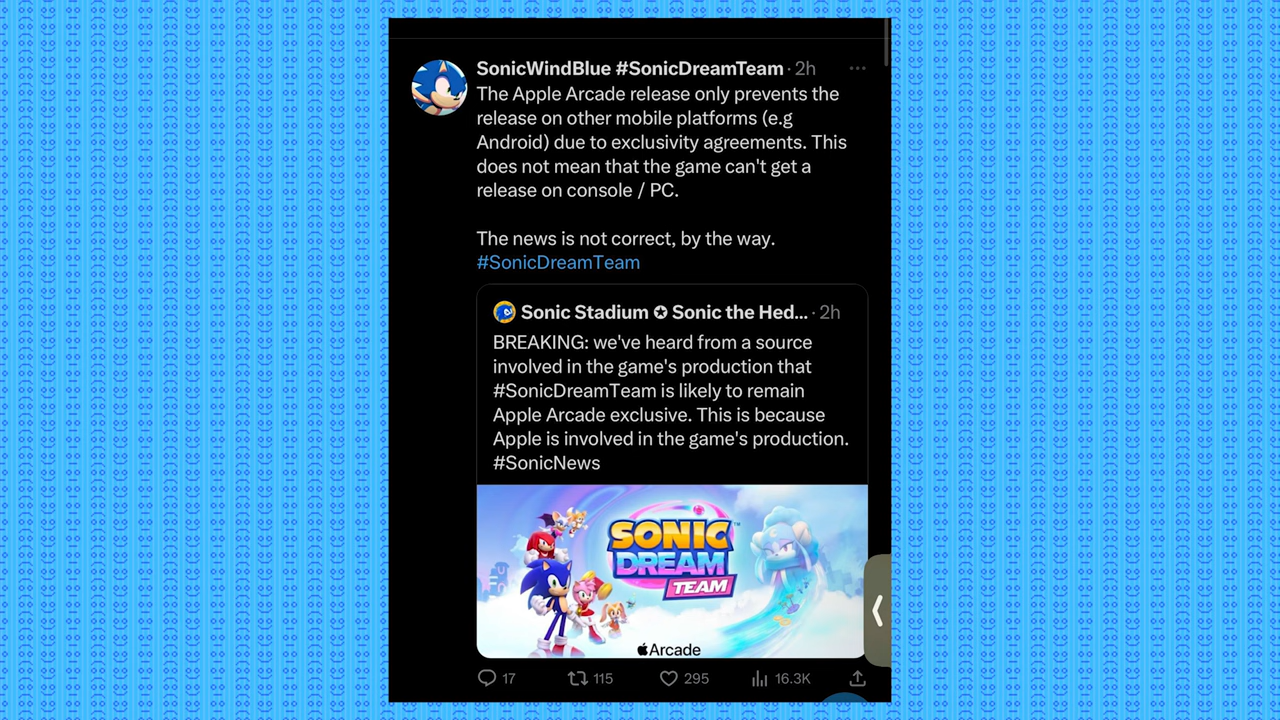 SonicWindBlue #SonicDreamTeam · 2h
The Apple Arcade release only prevents the
release on other mobile platforms (e.g
Android) due to exclusivity agreements. This
does not mean that the game can't get a
release on console / PC.
The news is not correct, by the way.
#SonicDreamTeam
Sonic Stadium ✪ Sonic the Hed... · 2h
BREAKING: we've heard from a source
involved in the game's production that
#SonicDreamTeam is likely to remain
Apple Arcade exclusive. This is because
Apple is involved in the game's production.
#SonicNews
SONIC
DREAM
TEAM
Arcade
17 115 295 16.3K